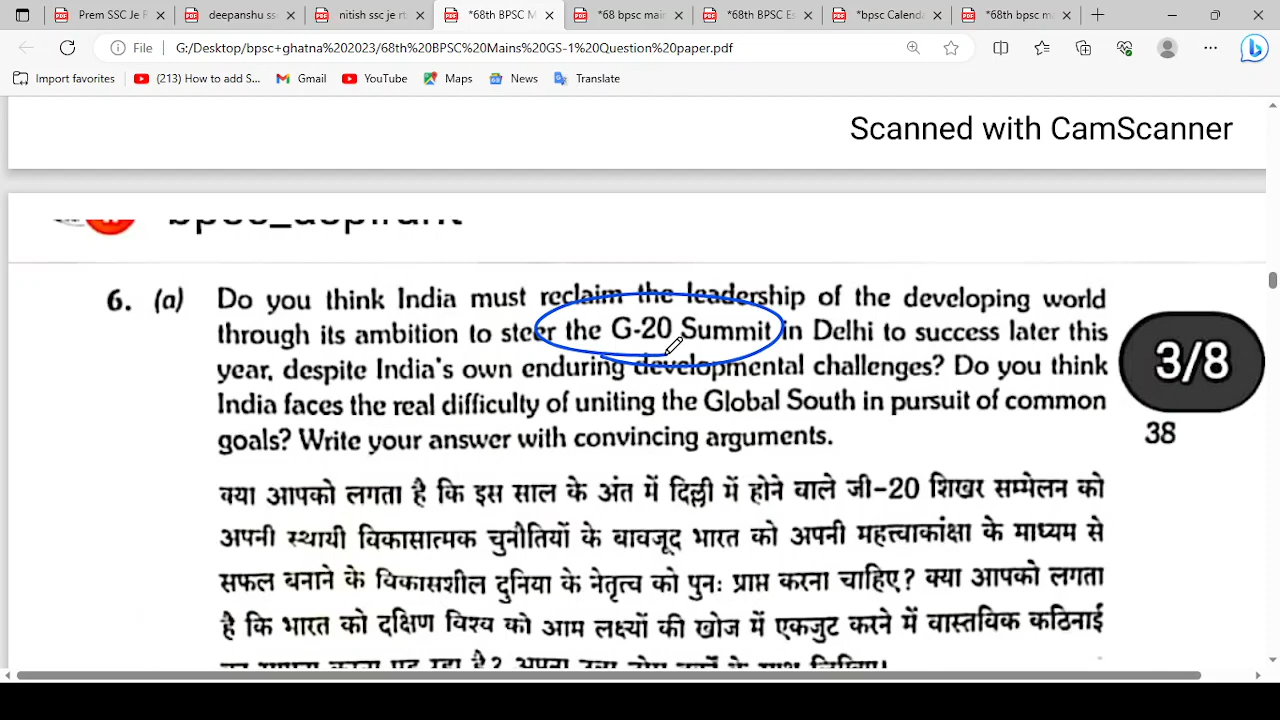 Prem SSC Je P
deepanshu ss
nitish ssc je rt
*68th BPSC M
*68 bpsc main
*68th BPSC Es
*bpsc Calenda
*68th bpsc m
File
G:/Desktop/bpsc+ghatna%202023/68th%20BPSC%20Mains%20GS-1%20Question%20paper.pdf
Import favorites
(213) How to add S...
Gmail
YouTube
Maps
News
Translate
Scanned with CamScanner
6. (a) Do you think India must reclaim the leadership of the developing world
through its ambition to steer the G-20 Summit in Delhi to success later this
year, despite India's own enduring developmental challenges? Do you think
India faces the real difficulty of uniting the Global South in pursuit of common
goals? Write your answer with convincing arguments.
3/8
38
क्या आपको लगता है कि इस साल के अंत में दिल्ली में होने वाले जी-20 शिखर सम्मेलन को
अपनी स्थायी विकासात्मक चुनौतियों के बावजूद भारत को अपनी महत्त्वाकांक्षा के माध्यम से
सफल बनाने के विकासशील दुनिया के नेतृत्व को पुनः प्राप्त करना चाहिए? क्या आपको लगता
है कि भारत को दक्षिण विश्व को आम लक्ष्यों की खोज में एकजुट करने में वास्तविक कठिनाई